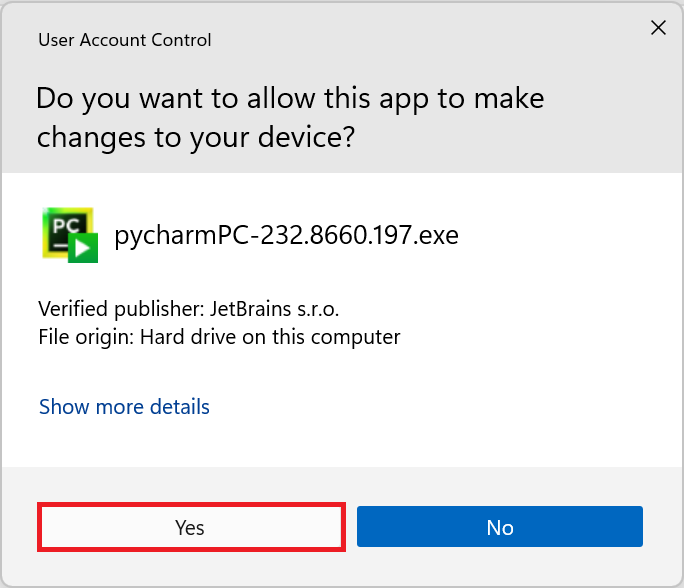 User Account Control
Do you want to allow this app to make
changes to your device?
PC
pycharmPC-232.8660.197.exe
Verified publisher: JetBrains s.r.o.
File origin: Hard drive on this computer
Show more details
Yes
No